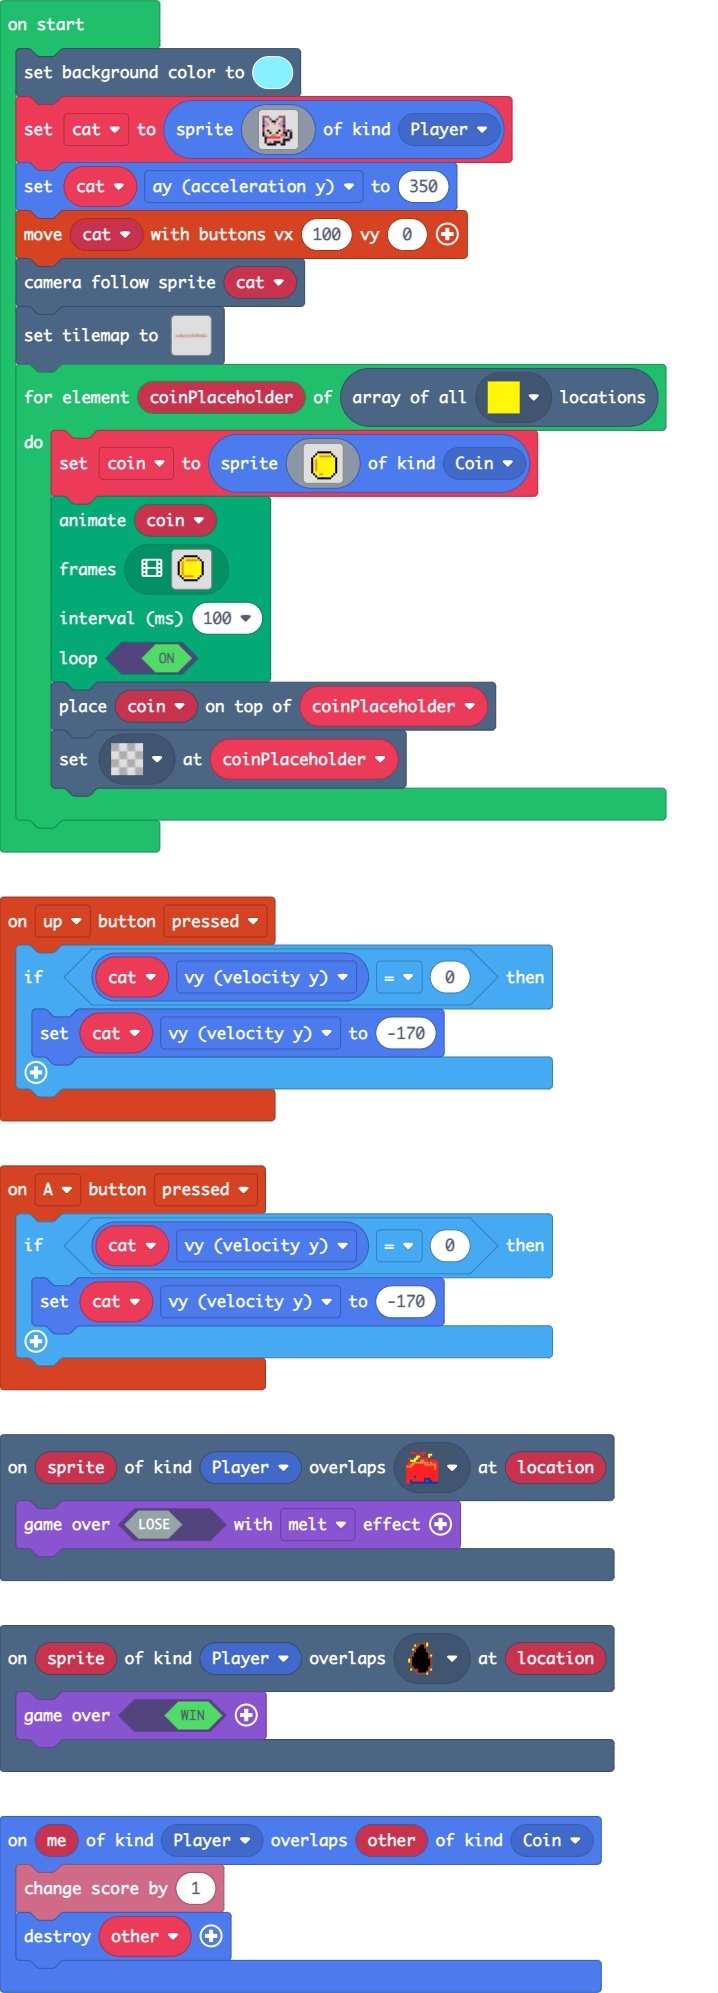 on start
set background color to
set cat to sprite of kind Player
set cat ay (acceleration y) to 350
move cat with buttons vx 100 vy 0
camera follow sprite cat
set tilemap to
for element coinPlaceholder of array of all locations
do
set coin to sprite of kind Coin
animate coin
frames
interval (ms) 100
loop ON
place coin on top of coinPlaceholder
set at coinPlaceholder
on up button pressed
if cat vy (velocity y) = 0 then
set cat vy (velocity y) to -170
on A button pressed
if cat vy (velocity y) = 0 then
set cat vy (velocity y) to -170
on sprite of kind Player overlaps at location
game over LOSE with melt effect
on sprite of kind Player overlaps at location
game over WIN
on me of kind Player overlaps other of kind Coin
change score by 1
destroy other